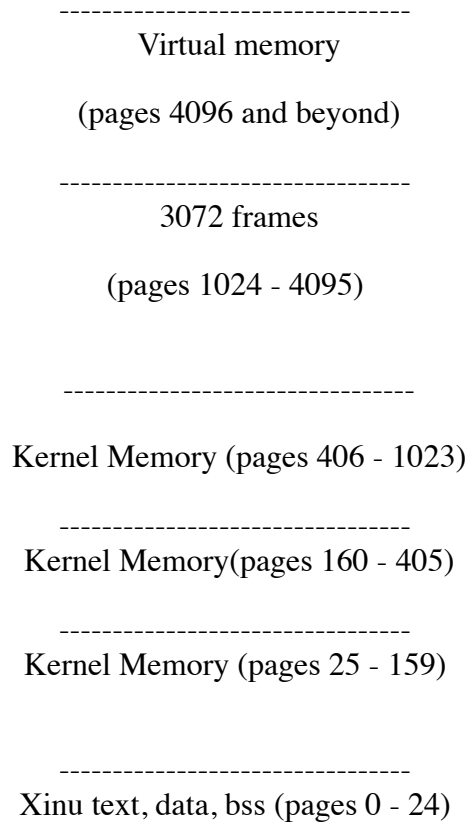 ---------------------------------
Virtual memory
(pages 4096 and beyond)
---------------------------------
3072 frames
(pages 1024 - 4095)
---------------------------------
Kernel Memory (pages 406 - 1023)
---------------------------------
Kernel Memory(pages 160 - 405)
---------------------------------
Kernel Memory (pages 25 - 159)
---------------------------------
Xinu text, data, bss (pages 0 - 24)